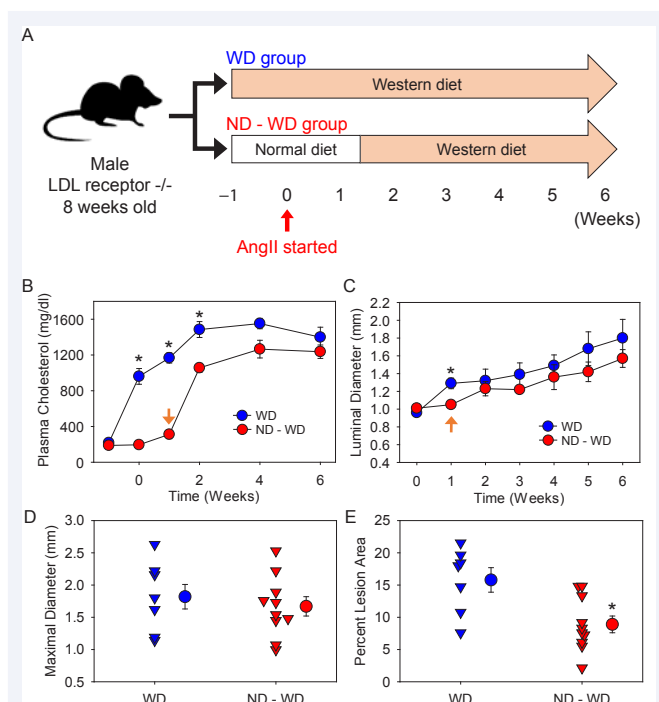 A
WD group
Western diet
ND - WD group
Normal diet
Western diet
Male
LDL receptor -/-
8 weeks old
−1 0 1 2 3 4 5 6
(Weeks)
AngII started
B
Plasma Cholesterol (mg/dl)
1600
1200
800
400
0
* * *
WD
ND - WD
0 2 4 6
Time (Weeks)
C
Luminal Diameter (mm)
2.2
2.0
1.8
1.6
1.4
1.2
1.0
0.8
0.6
0.4
*
WD
ND - WD
0 1 2 3 4 5 6
Time (Weeks)
D
Maximal Diameter (mm)
3.0
2.5
2.0
1.5
1.0
0.5
WD ND - WD
E
Percent Lesion Area
25
20
15
10
5
0
*
WD ND - WD